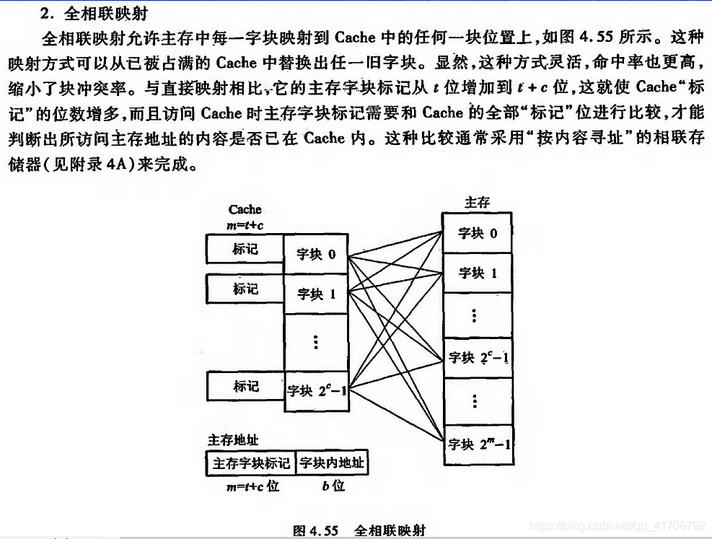 2. 全相联映射
全相联映射允许主存中每一字块映射到 Cache 中的任何一块位置上,如图 4.55 所示。这种
映射方式可以从已被占满的 Cache 中替换出任一旧字块。显然,这种方式灵活,命中率也更高,
缩小了块冲突率。与直接映射相比,它的主存字块标记从 t 位增加到 t + c 位,这就使 Cache“标
记”的位数增多,而且访问 Cache 时主存字块标记需要和 Cache 的全部“标记”位进行比较,才能
判断出所访问主存地址的内容是否已在 Cache 内。这种比较通常采用“按内容寻址”的相联存
储器(见附录 4A)来完成。
Cache
m=t+c
主存
标记 字块 0
字块 0
标记 字块 1
字块 1
⋮
⋮
标记 字块 2^c-1
字块 2^c-1
⋮
字块 2^m-1
主存地址
主存字块标记 字块内地址
m=t+c 位 b 位
图 4.55 全相联映射
https://blog.csdn.net/qq_41708792